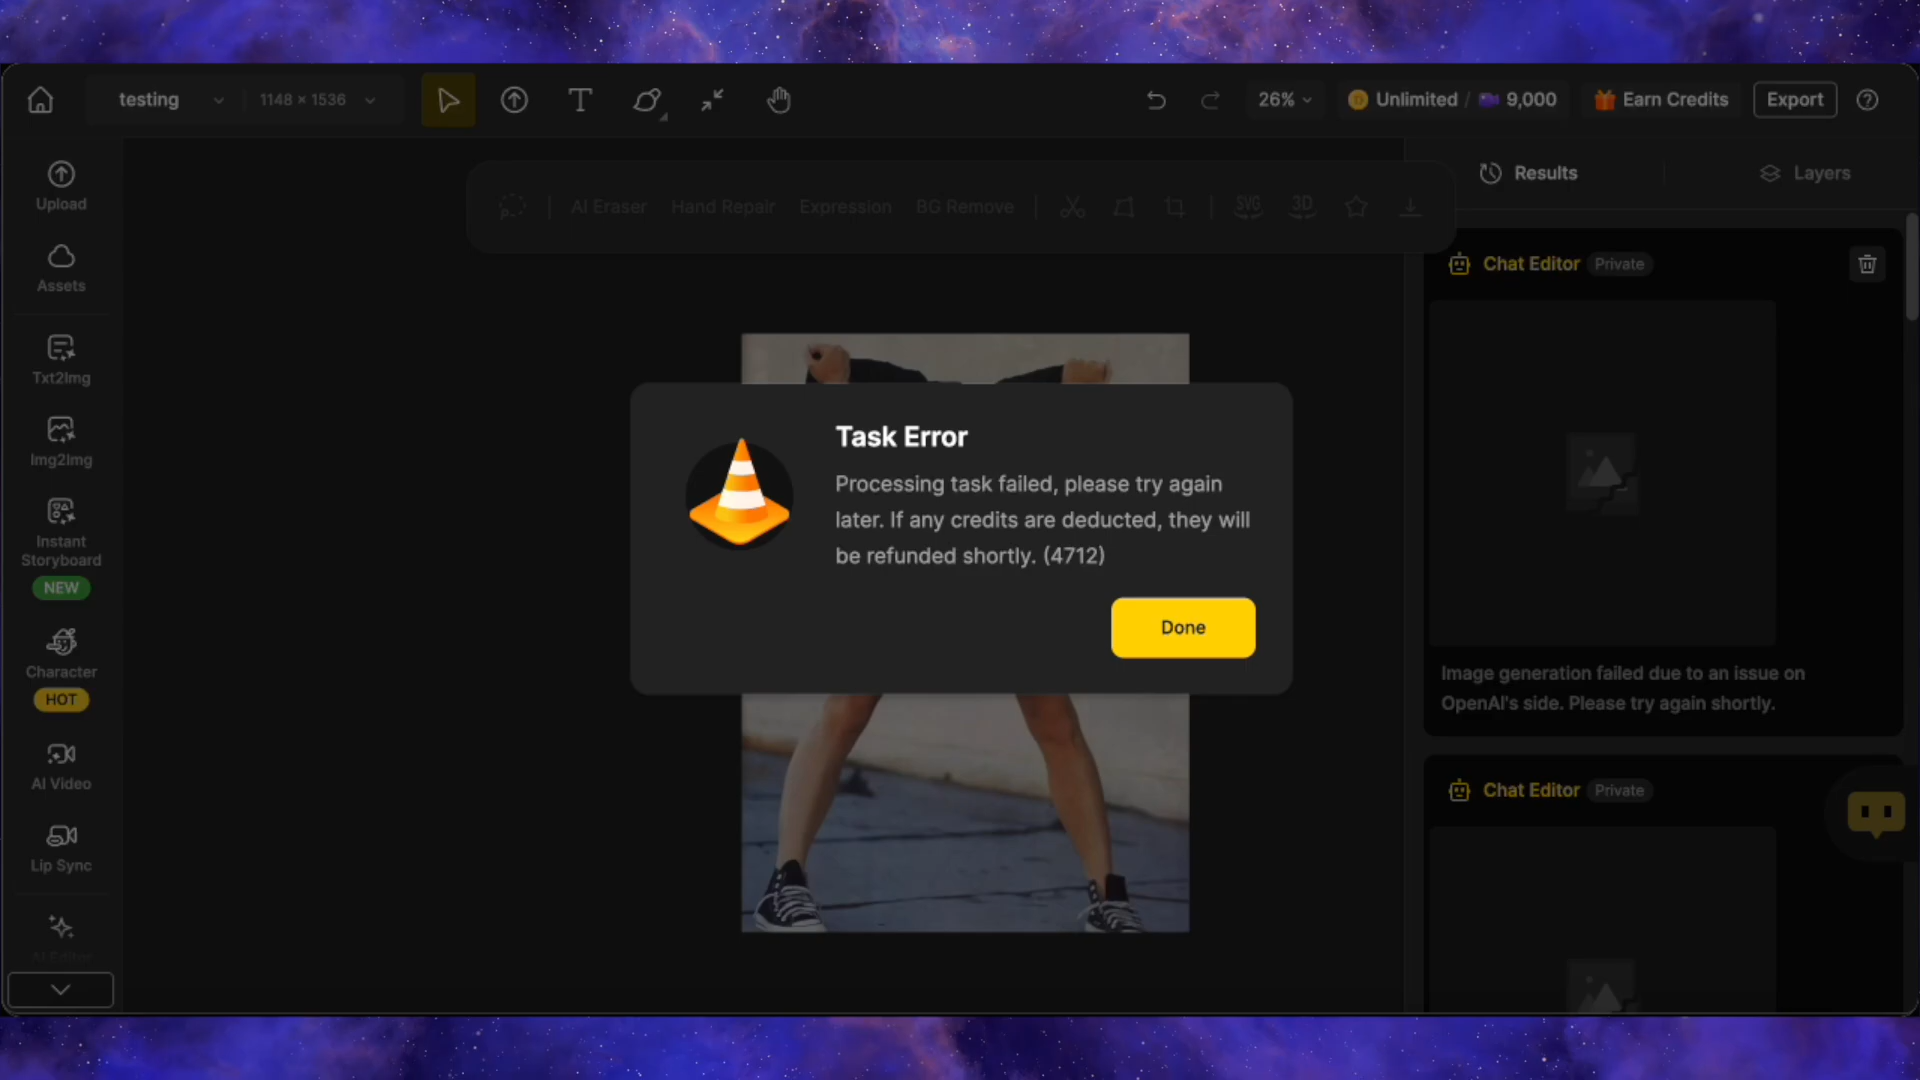 testing
1148 × 1536
26%
Unlimited / 9,000
Earn Credits
Export
Upload
Assets
Txt2Img
Img2Img
Instant
Storyboard
NEW
Character
HOT
AI Video
Lip Sync
AI Editor
AI Eraser
Hand Repair
Expression
BG Remove
SVG
3D
Task Error
Processing task failed, please try again
later. If any credits are deducted, they will
be refunded shortly. (4712)
Done
Results
Layers
Chat Editor Private
Image generation failed due to an issue on
OpenAI's side. Please try again shortly.
Chat Editor Private